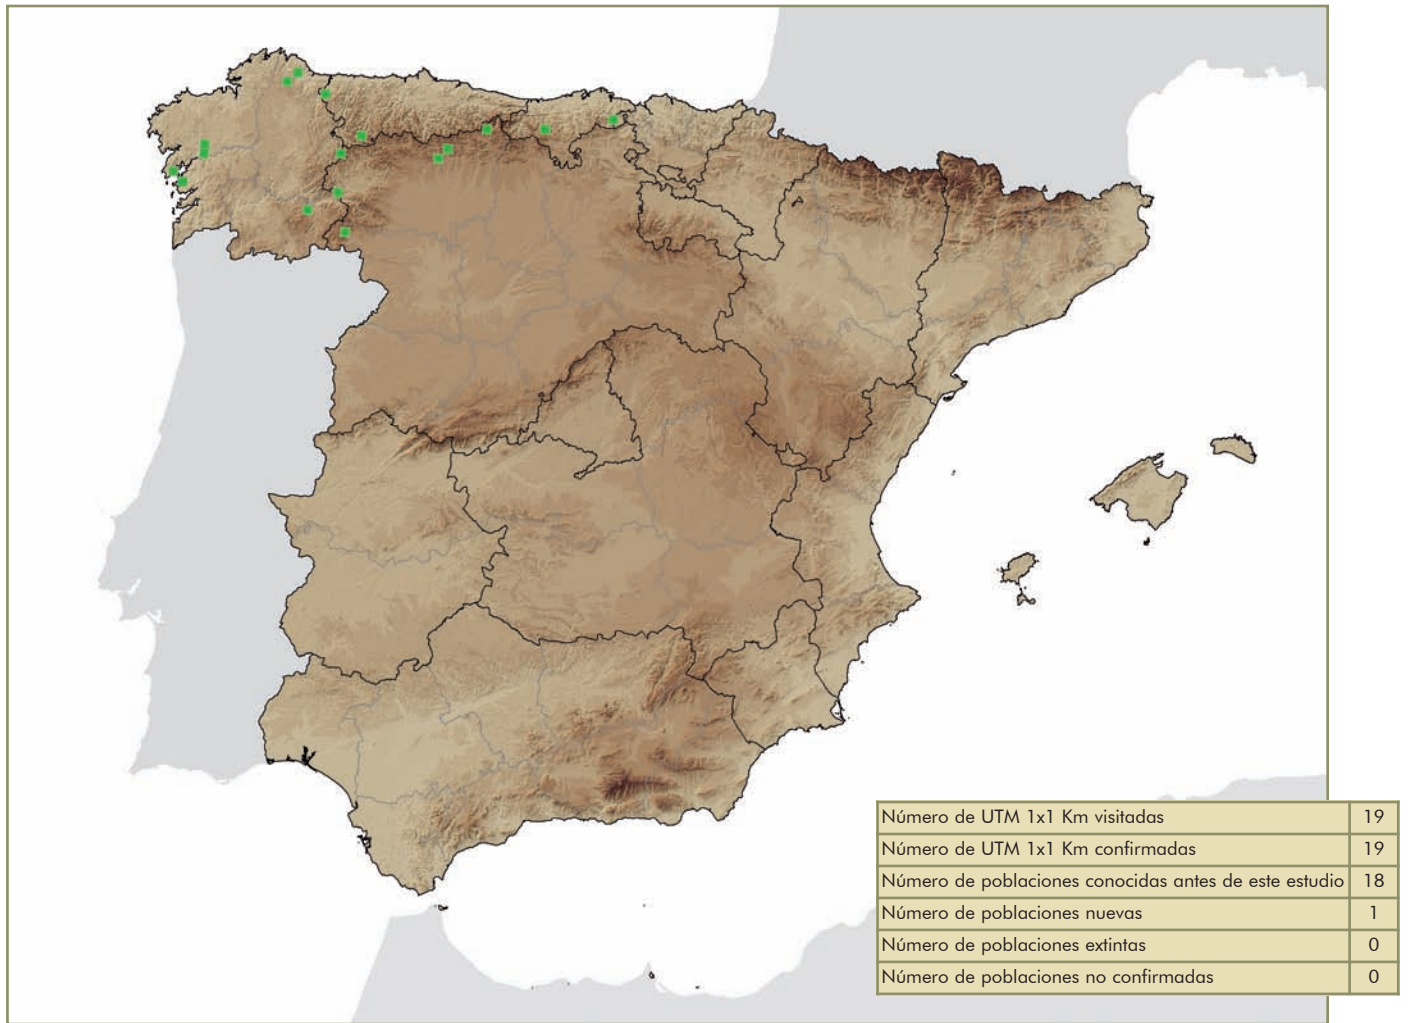 Número de UTM 1x1 Km visitadas 19
Número de UTM 1x1 Km confirmadas 19
Número de poblaciones conocidas antes de este estudio 18
Número de poblaciones nuevas 1
Número de poblaciones extintas 0
Número de poblaciones no confirmadas 0